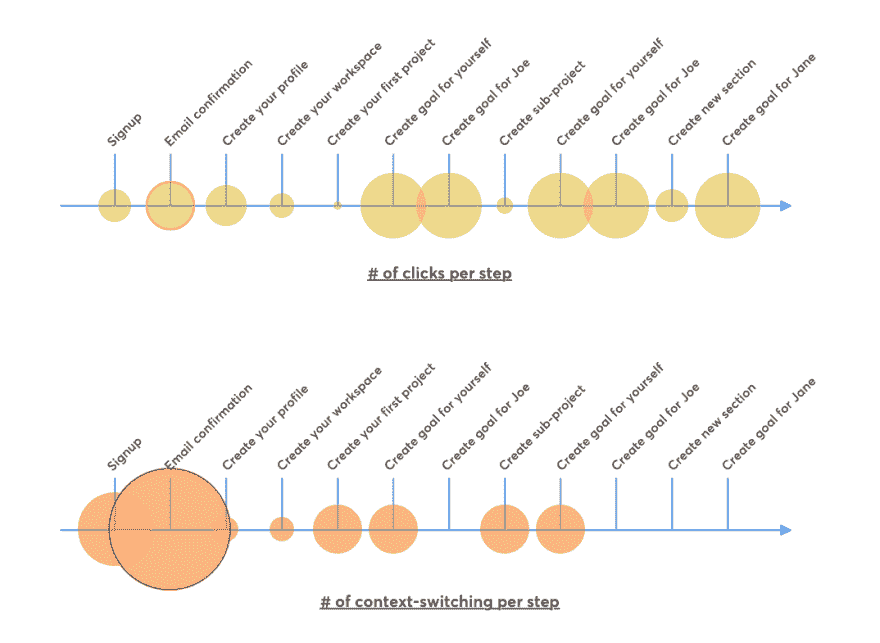 Signup
Email confirmation
Create your profile
Create your workspace
Create your first project
Create goal for yourself
Create goal for Joe
Create sub-project
Create goal for yourself
Create goal for Joe
Create new section
Create goal for Jane
# of clicks per step
Signup
Email confirmation
Create your profile
Create your workspace
Create your first project
Create goal for yourself
Create goal for Joe
Create sub-project
Create goal for yourself
Create goal for Joe
Create new section
Create goal for Jane
# of context-switching per step